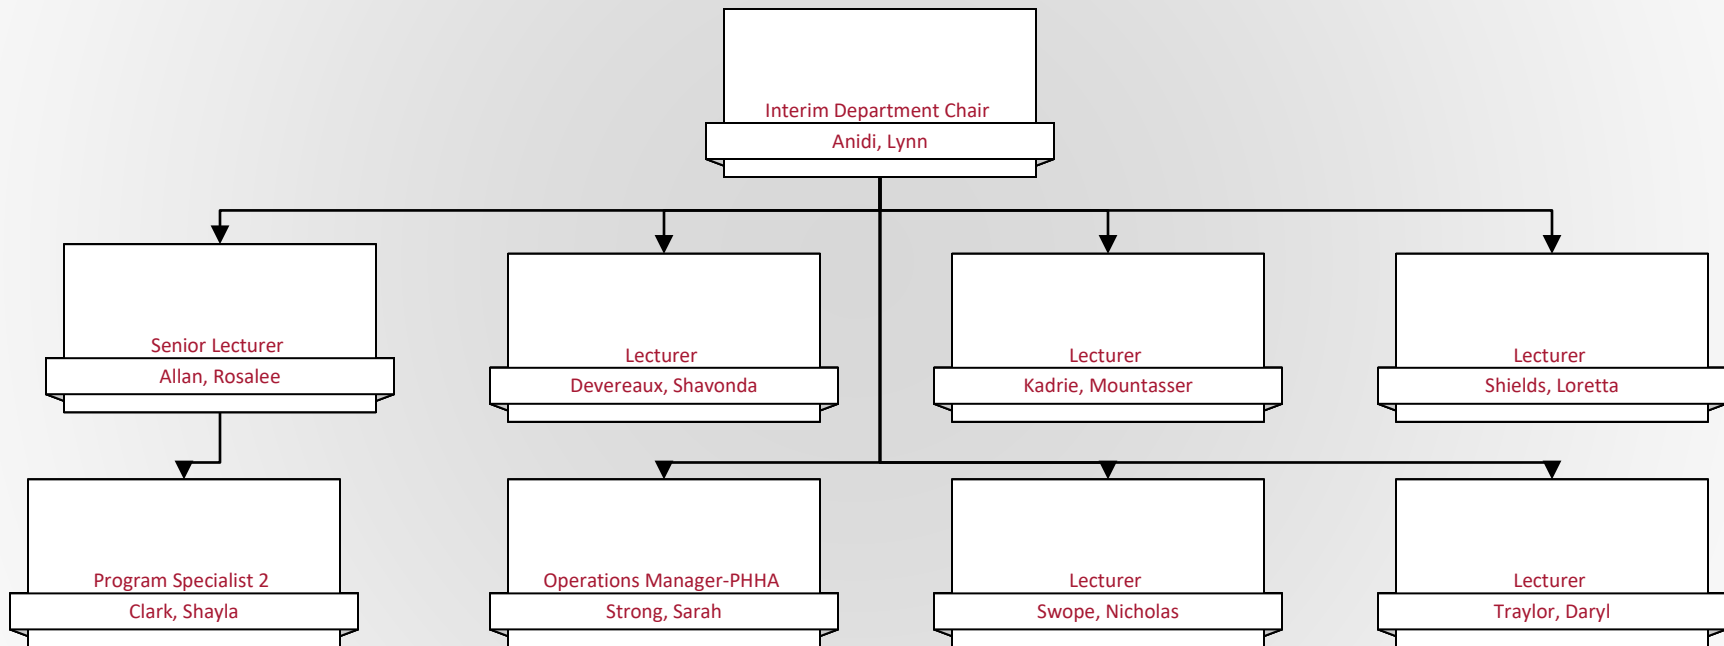 Interim Department Chair
Anidi, Lynn
Senior Lecturer
Allan, Rosalee
Lecturer
Devereaux, Shavonda
Lecturer
Kadrie, Mountasser
Lecturer
Shields, Loretta
Program Specialist 2
Clark, Shayla
Operations Manager-PHHA
Strong, Sarah
Lecturer
Swope, Nicholas
Lecturer
Traylor, Daryl